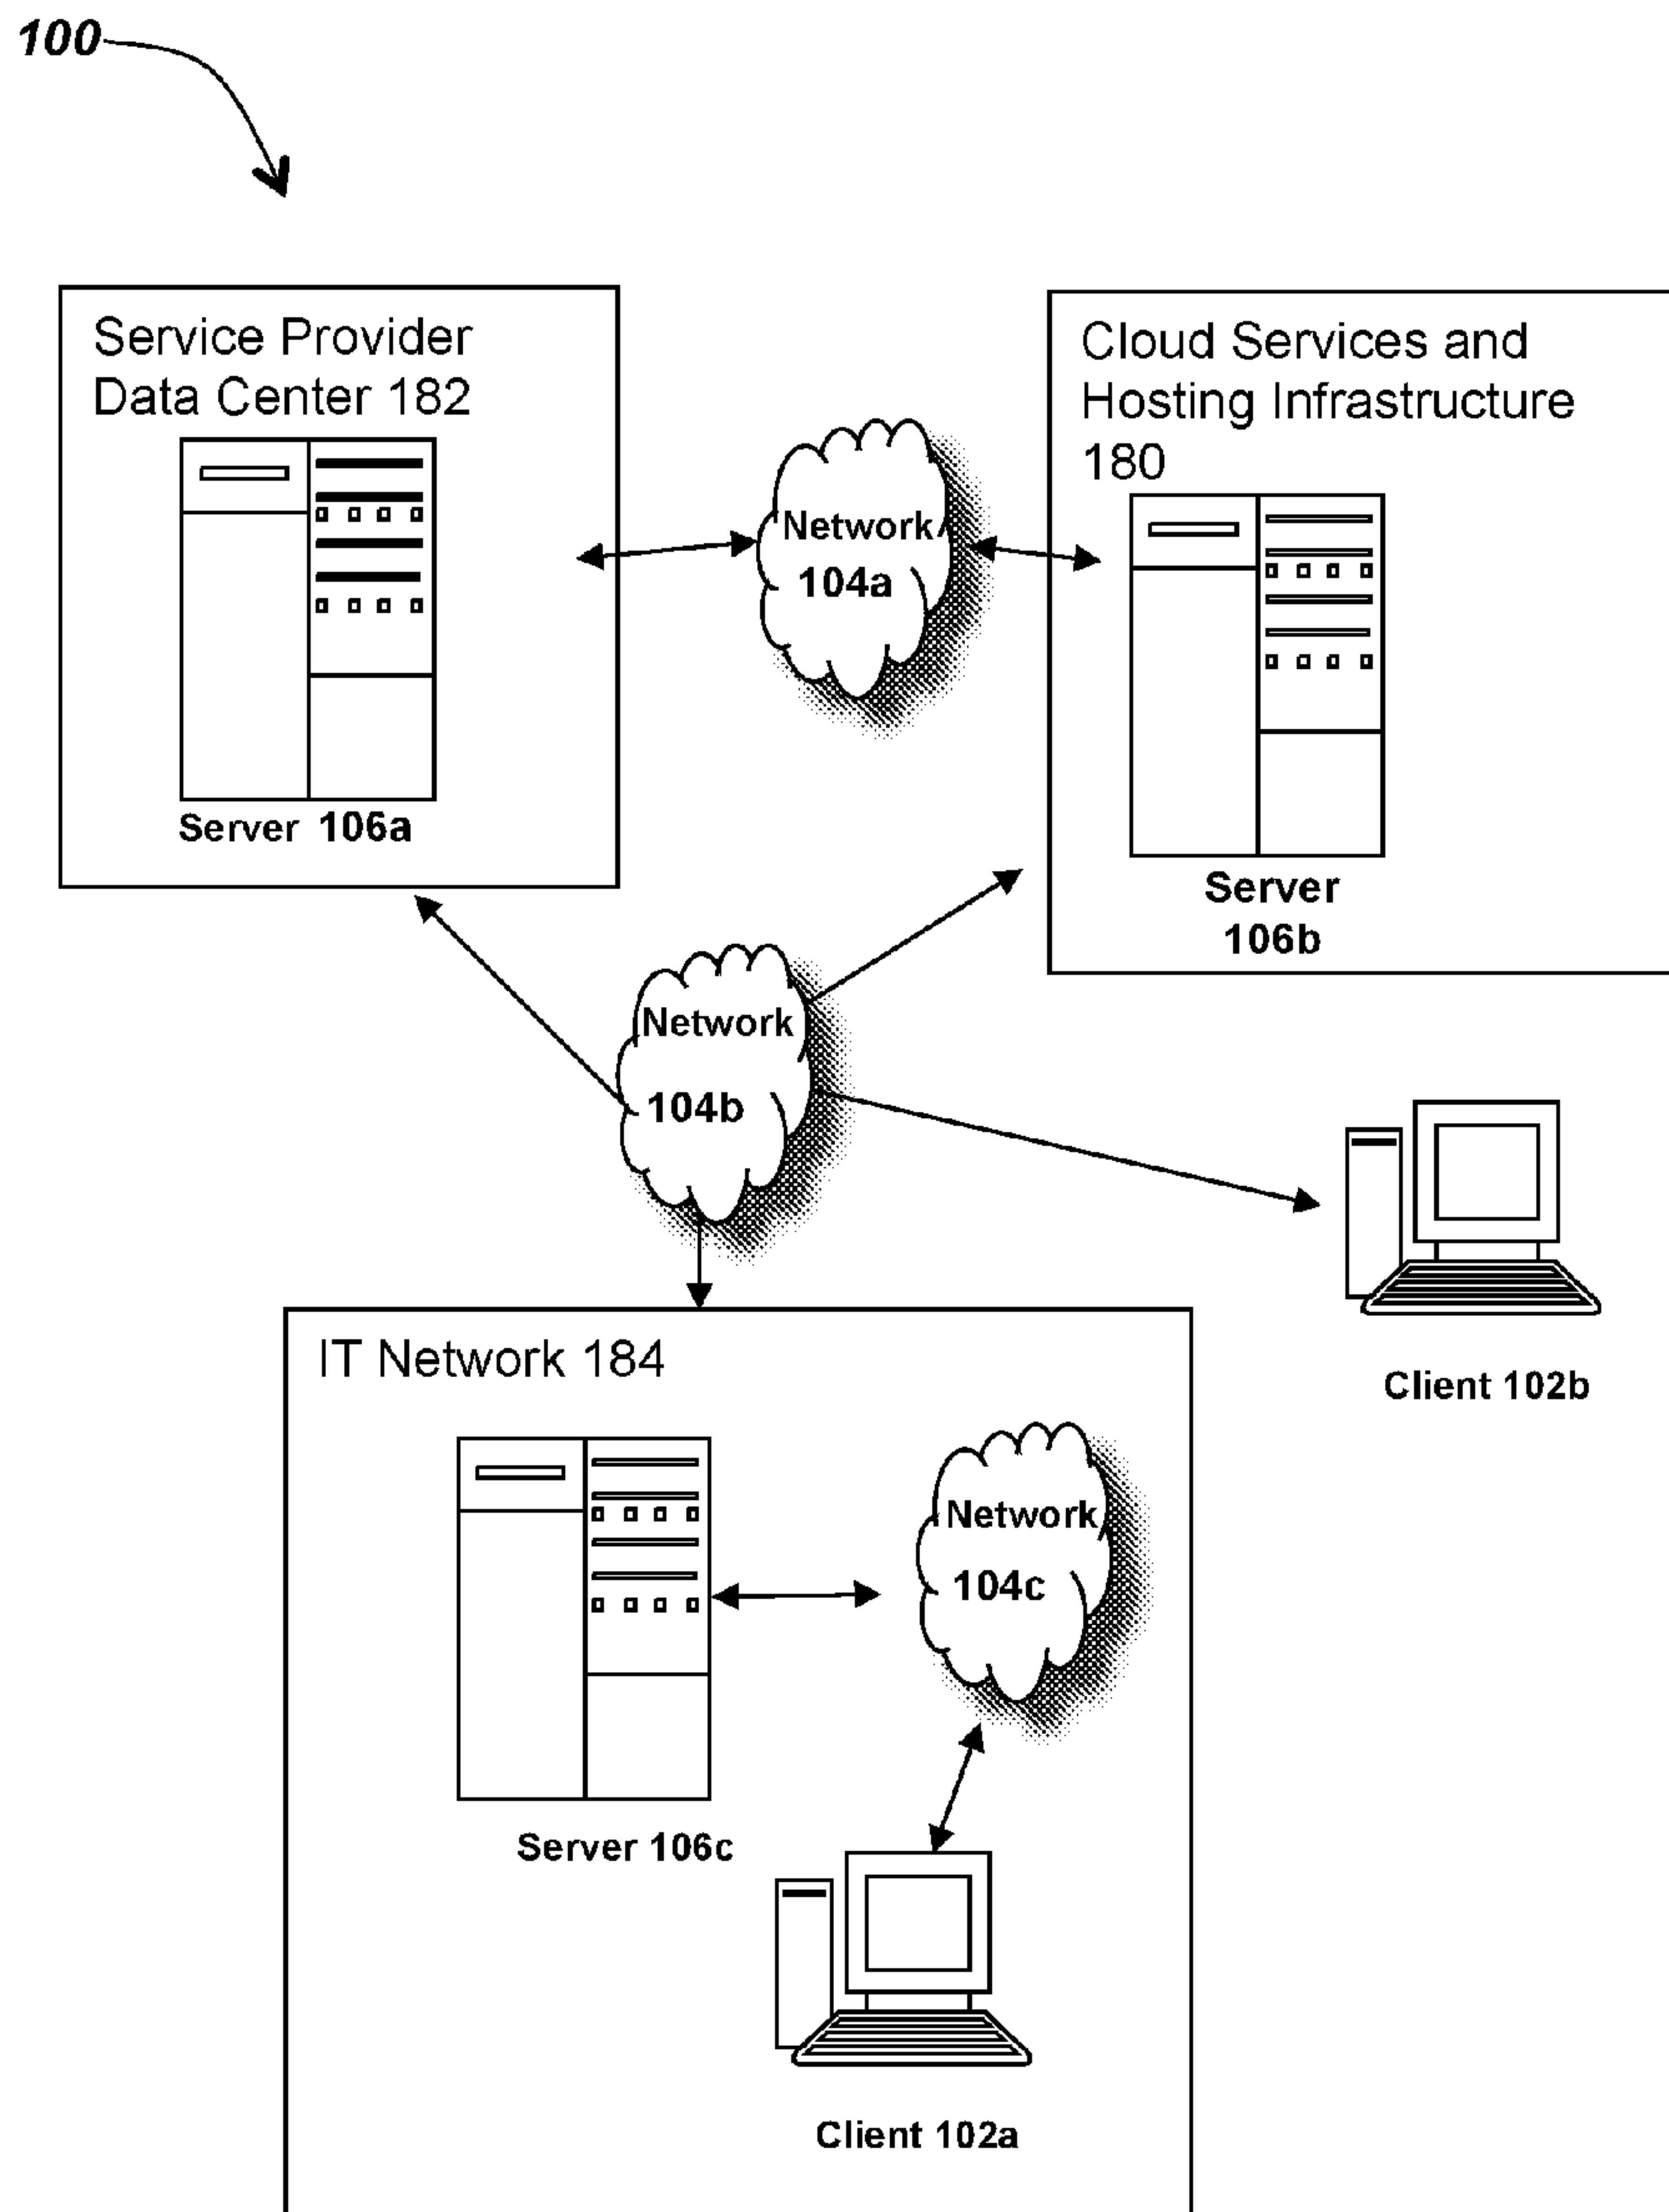 100
Service Provider
Data Center 182
Server 106a
Network
104a
Cloud Services and
Hosting Infrastructure
180
Server
106b
Network
104b
Client 102b
IT Network 184
Server 106c
Network
104c
Client 102a